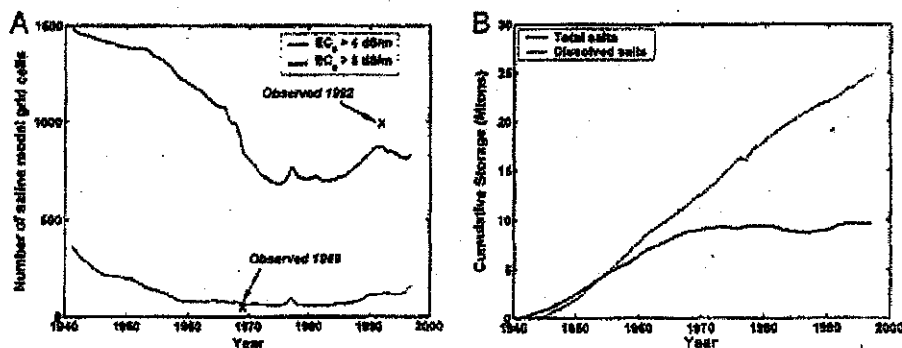 A
1500
1000
500
0
Number of saline model grid cells
ECe > 4 dS/m
ECe > 8 dS/m
Observed 1992
Observed 1969
1940 1950 1960 1970 1980 1990 2000
Year
B
30
25
20
15
10
5
0
Cumulative Storage (Mtons)
Total salts
Dissolved salts
1940 1950 1960 1970 1980 1990 2000
Year